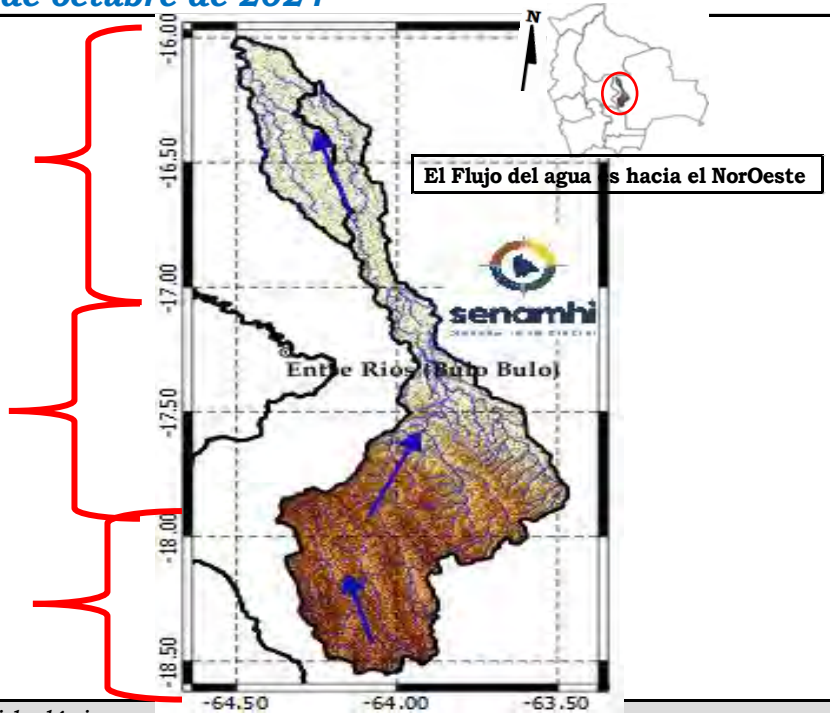 de octubre de 2024
N
El Flujo del agua es hacia el NorOeste
senamhi
Entre Rios (Bulo Bulo)
-16.00
-16.50
-17.00
-17.50
-18.00
-18.50
-64.50
-64.00
-63.50